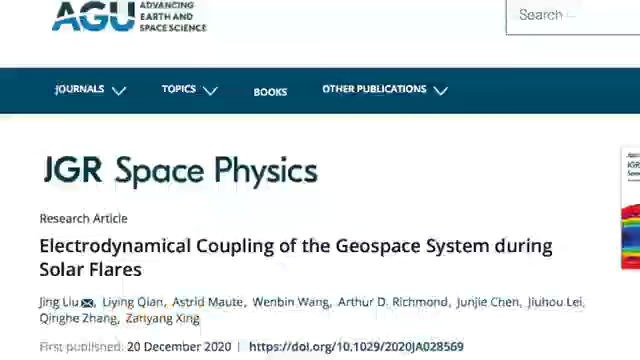 AGU ADVANCING
EARTH AND
SPACE SCIENCE
Search
JOURNALS TOPICS BOOKS OTHER PUBLICATIONS
JGR Space Physics
Research Article
Electrodynamical Coupling of the Geospace System during
Solar Flares
Jing Liu, Liying Qian, Astrid Maute, Wenbin Wang, Arthur D. Richmond, Junjie Chen, Jiuhou Lei,
Qinghe Zhang, Zanyang Xing
First published: 20 December 2020 | https://doi.org/10.1029/2020JA028569
JGR